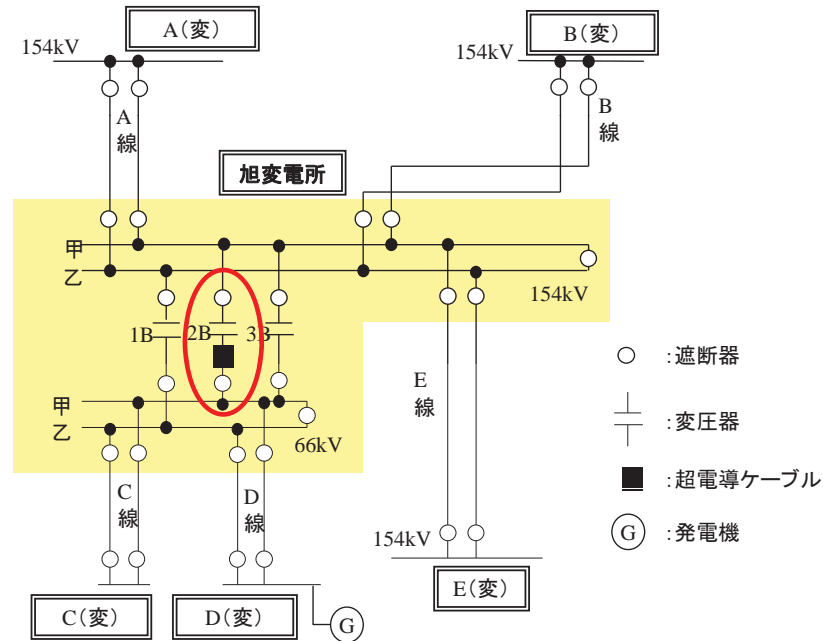 A(変)
154kV
B(変)
154kV
A
線
B
線
旭変電所
甲
乙
154kV
1B
2B
3B
甲
乙
66kV
E
線
○ :遮断器
:変圧器
■ :超電導ケーブル
G :発電機
C
線
D
線
154kV
C(変)
D(変)
G
E(変)